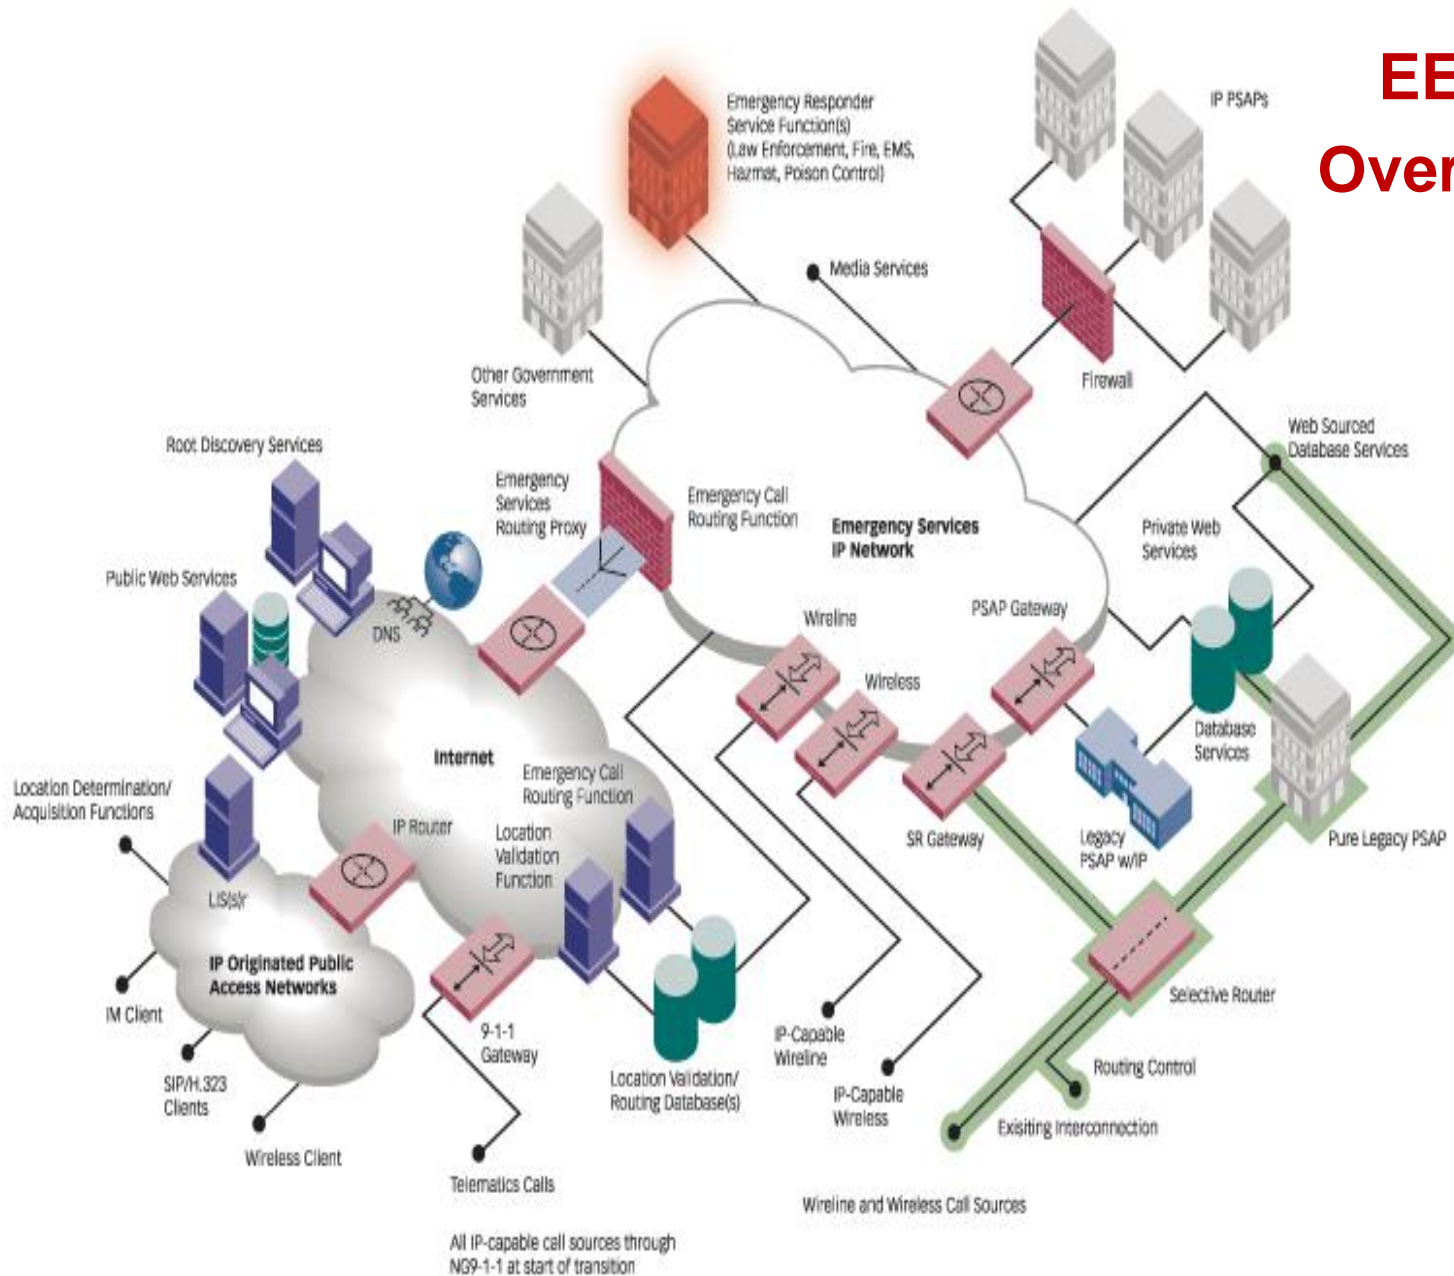 EE
Over
Emergency Responder
Service Function(s)
(Law Enforcement, Fire, EMS,
Hazmat, Poison Control)
IP PSAPs
Media Services
Other Government
Services
Firewall
Root Discovery Services
Web Sourced
Database Services
Emergency
Services
Routing Proxy
Emergency Call
Routing Function
Emergency Services
IP Network
Private Web
Services
Public Web Services
DNS
Wireline
PSAP Gateway
Wireless
Internet
Database
Services
Emergency Call
Routing Function
Location Determination/
Acquisition Functions
IP Router
Location
Validation
Function
SR Gateway
Legacy
PSAP w/IP
Pure Legacy PSAP
LIS(s)r
IP Originated Public
Access Networks
Selective Router
IM Client
9-1-1
Gateway
IP-Capable
Wireline
SIP/H.323
Clients
Location Validation/
Routing Database(s)
IP-Capable
Wireless
Routing Control
Exisiting Interconnection
Wireless Client
Telematics Calls
Wireline and Wireless Call Sources
All IP-capable call sources through
NG9-1-1 at start of transition